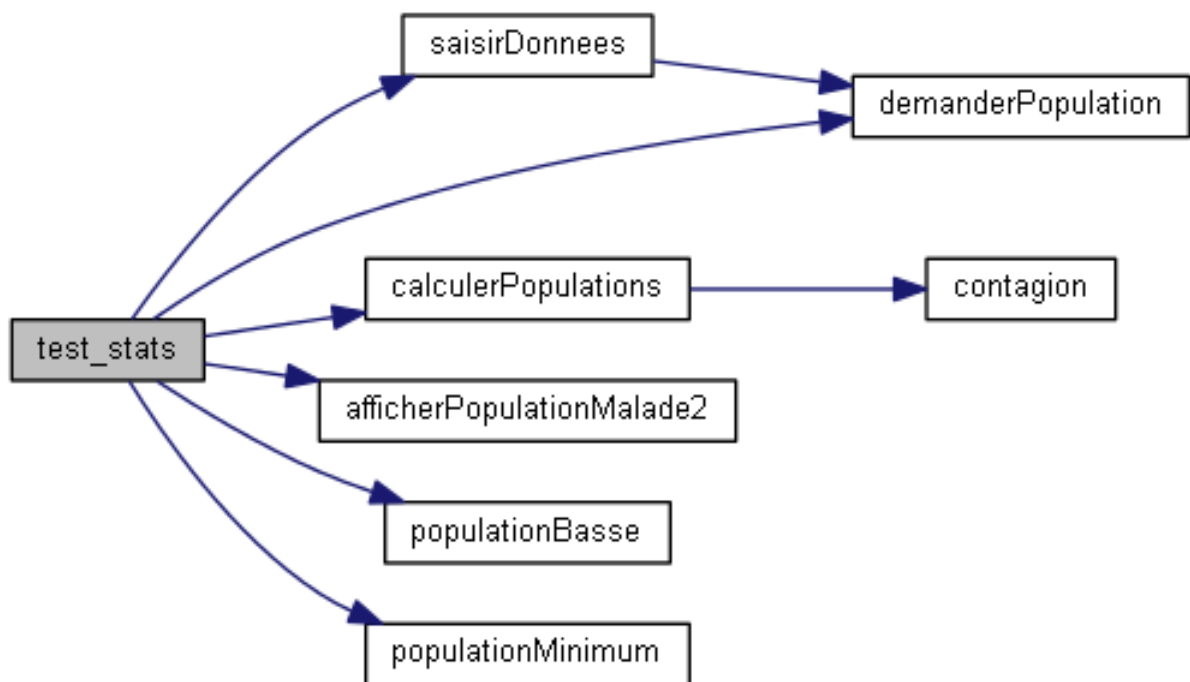 saisirDonnees
demanderPopulation
calculerPopulations
contagion
test_stats
afficherPopulationMalade2
populationBasse
populationMinimum